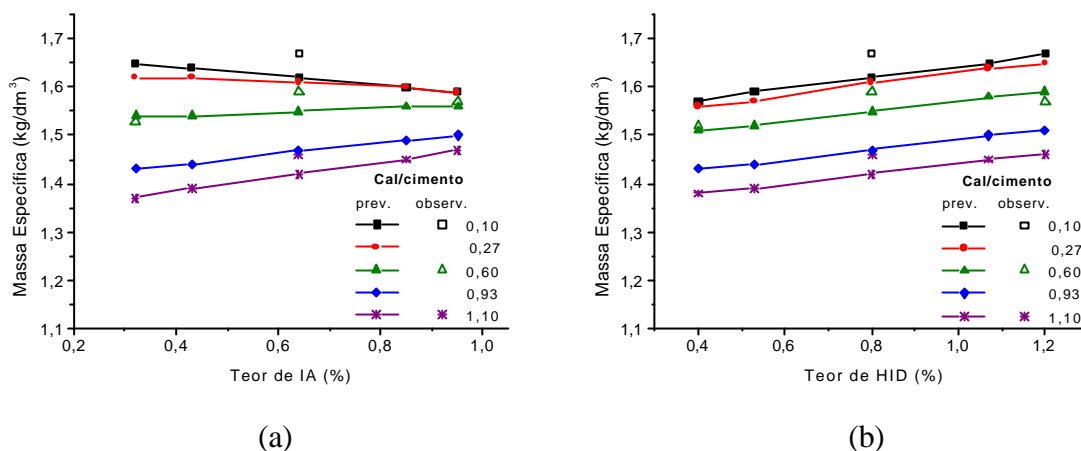 1,7
1,6
1,5
1,4
1,3
1,2
1,1
Massa Específica (kg/dm³)
0,2 0,4 0,6 0,8 1,0
Teor de IA (%)
Cal/cimento
prev. observ.
0,10
0,27
0,60
0,93
1,10
(a)
1,7
1,6
1,5
1,4
1,3
1,2
1,1
Massa Específica (kg/dm³)
0,4 0,6 0,8 1,0 1,2
Teor de HID (%)
Cal/cimento
prev. observ.
0,10
0,27
0,60
0,93
1,10
(b)